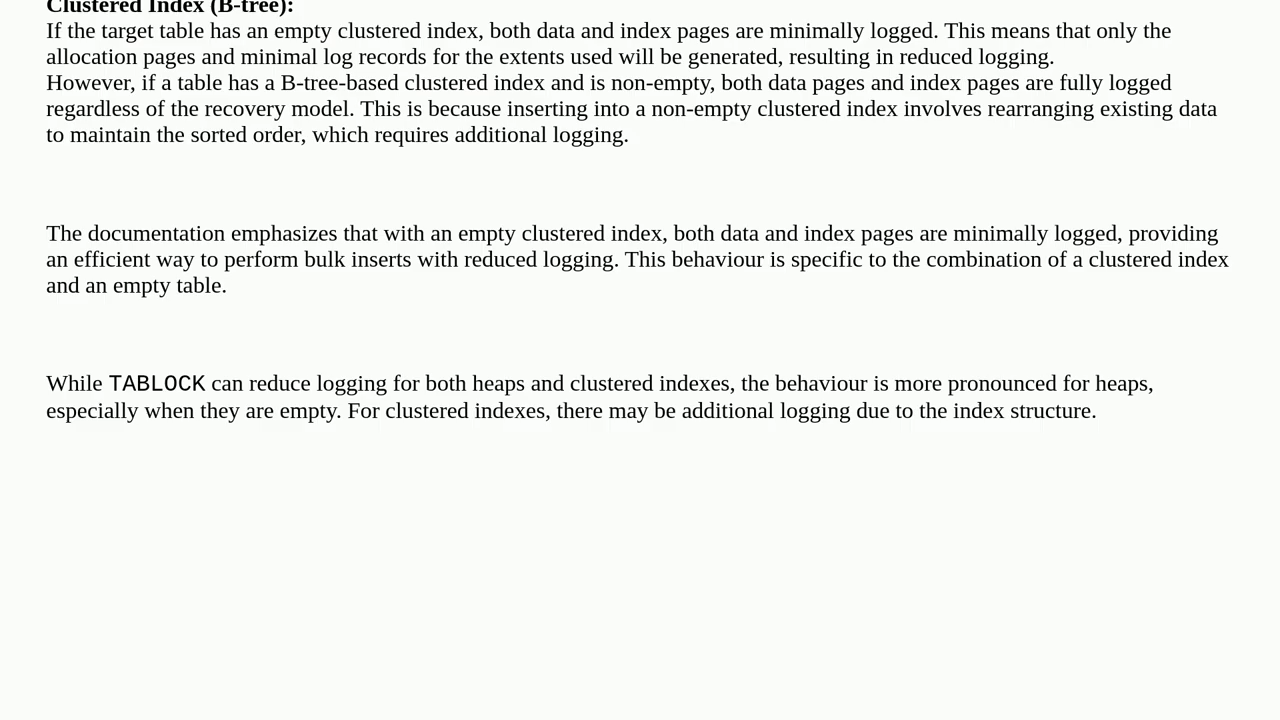 Clustered Index (B-tree):
If the target table has an empty clustered index, both data and index pages are minimally logged. This means that only the
allocation pages and minimal log records for the extents used will be generated, resulting in reduced logging.
However, if a table has a B-tree-based clustered index and is non-empty, both data pages and index pages are fully logged
regardless of the recovery model. This is because inserting into a non-empty clustered index involves rearranging existing data
to maintain the sorted order, which requires additional logging.
The documentation emphasizes that with an empty clustered index, both data and index pages are minimally logged, providing
an efficient way to perform bulk inserts with reduced logging. This behaviour is specific to the combination of a clustered index
and an empty table.
While TABLOCK can reduce logging for both heaps and clustered indexes, the behaviour is more pronounced for heaps,
especially when they are empty. For clustered indexes, there may be additional logging due to the index structure.